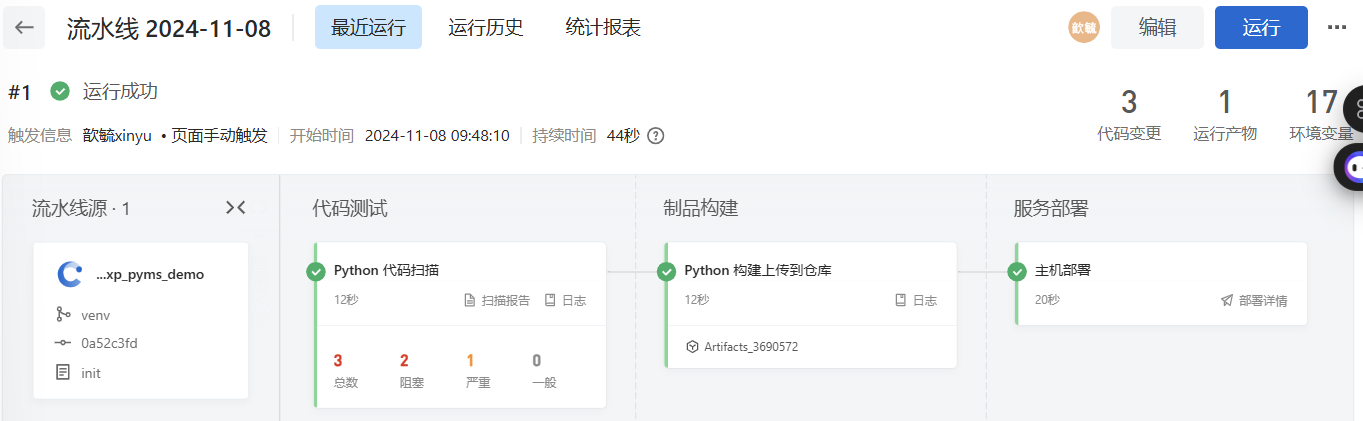 流水线 2024-11-08 最近运行 运行历史 统计报表 歆毓 编辑 运行
#1 运行成功
3 1 17
代码变更 运行产物 环境变量
触发信息 歆毓xinyu • 页面手动触发 开始时间 2024-11-08 09:48:10 持续时间 44秒
流水线源 · 1
...xp_pyms_demo
venv
0a52c3fd
init
代码测试
Python 代码扫描
12秒 扫描报告 日志
3 2 1 0
总数 阻塞 严重 一般
制品构建
Python 构建上传到仓库
12秒 日志
Artifacts_3690572
服务部署
主机部署
20秒 部署详情